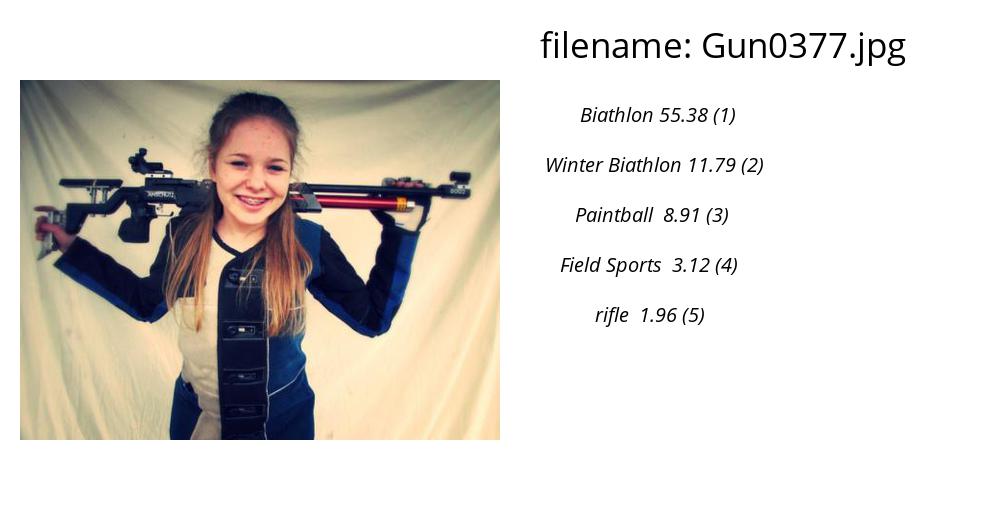 filename: Gun0377.jpg
Biathlon 55.38 (1)
Winter Biathlon 11.79 (2)
Paintball 8.91 (3)
Field Sports 3.12 (4)
rifle 1.96 (5)
ANSCHÜTZ